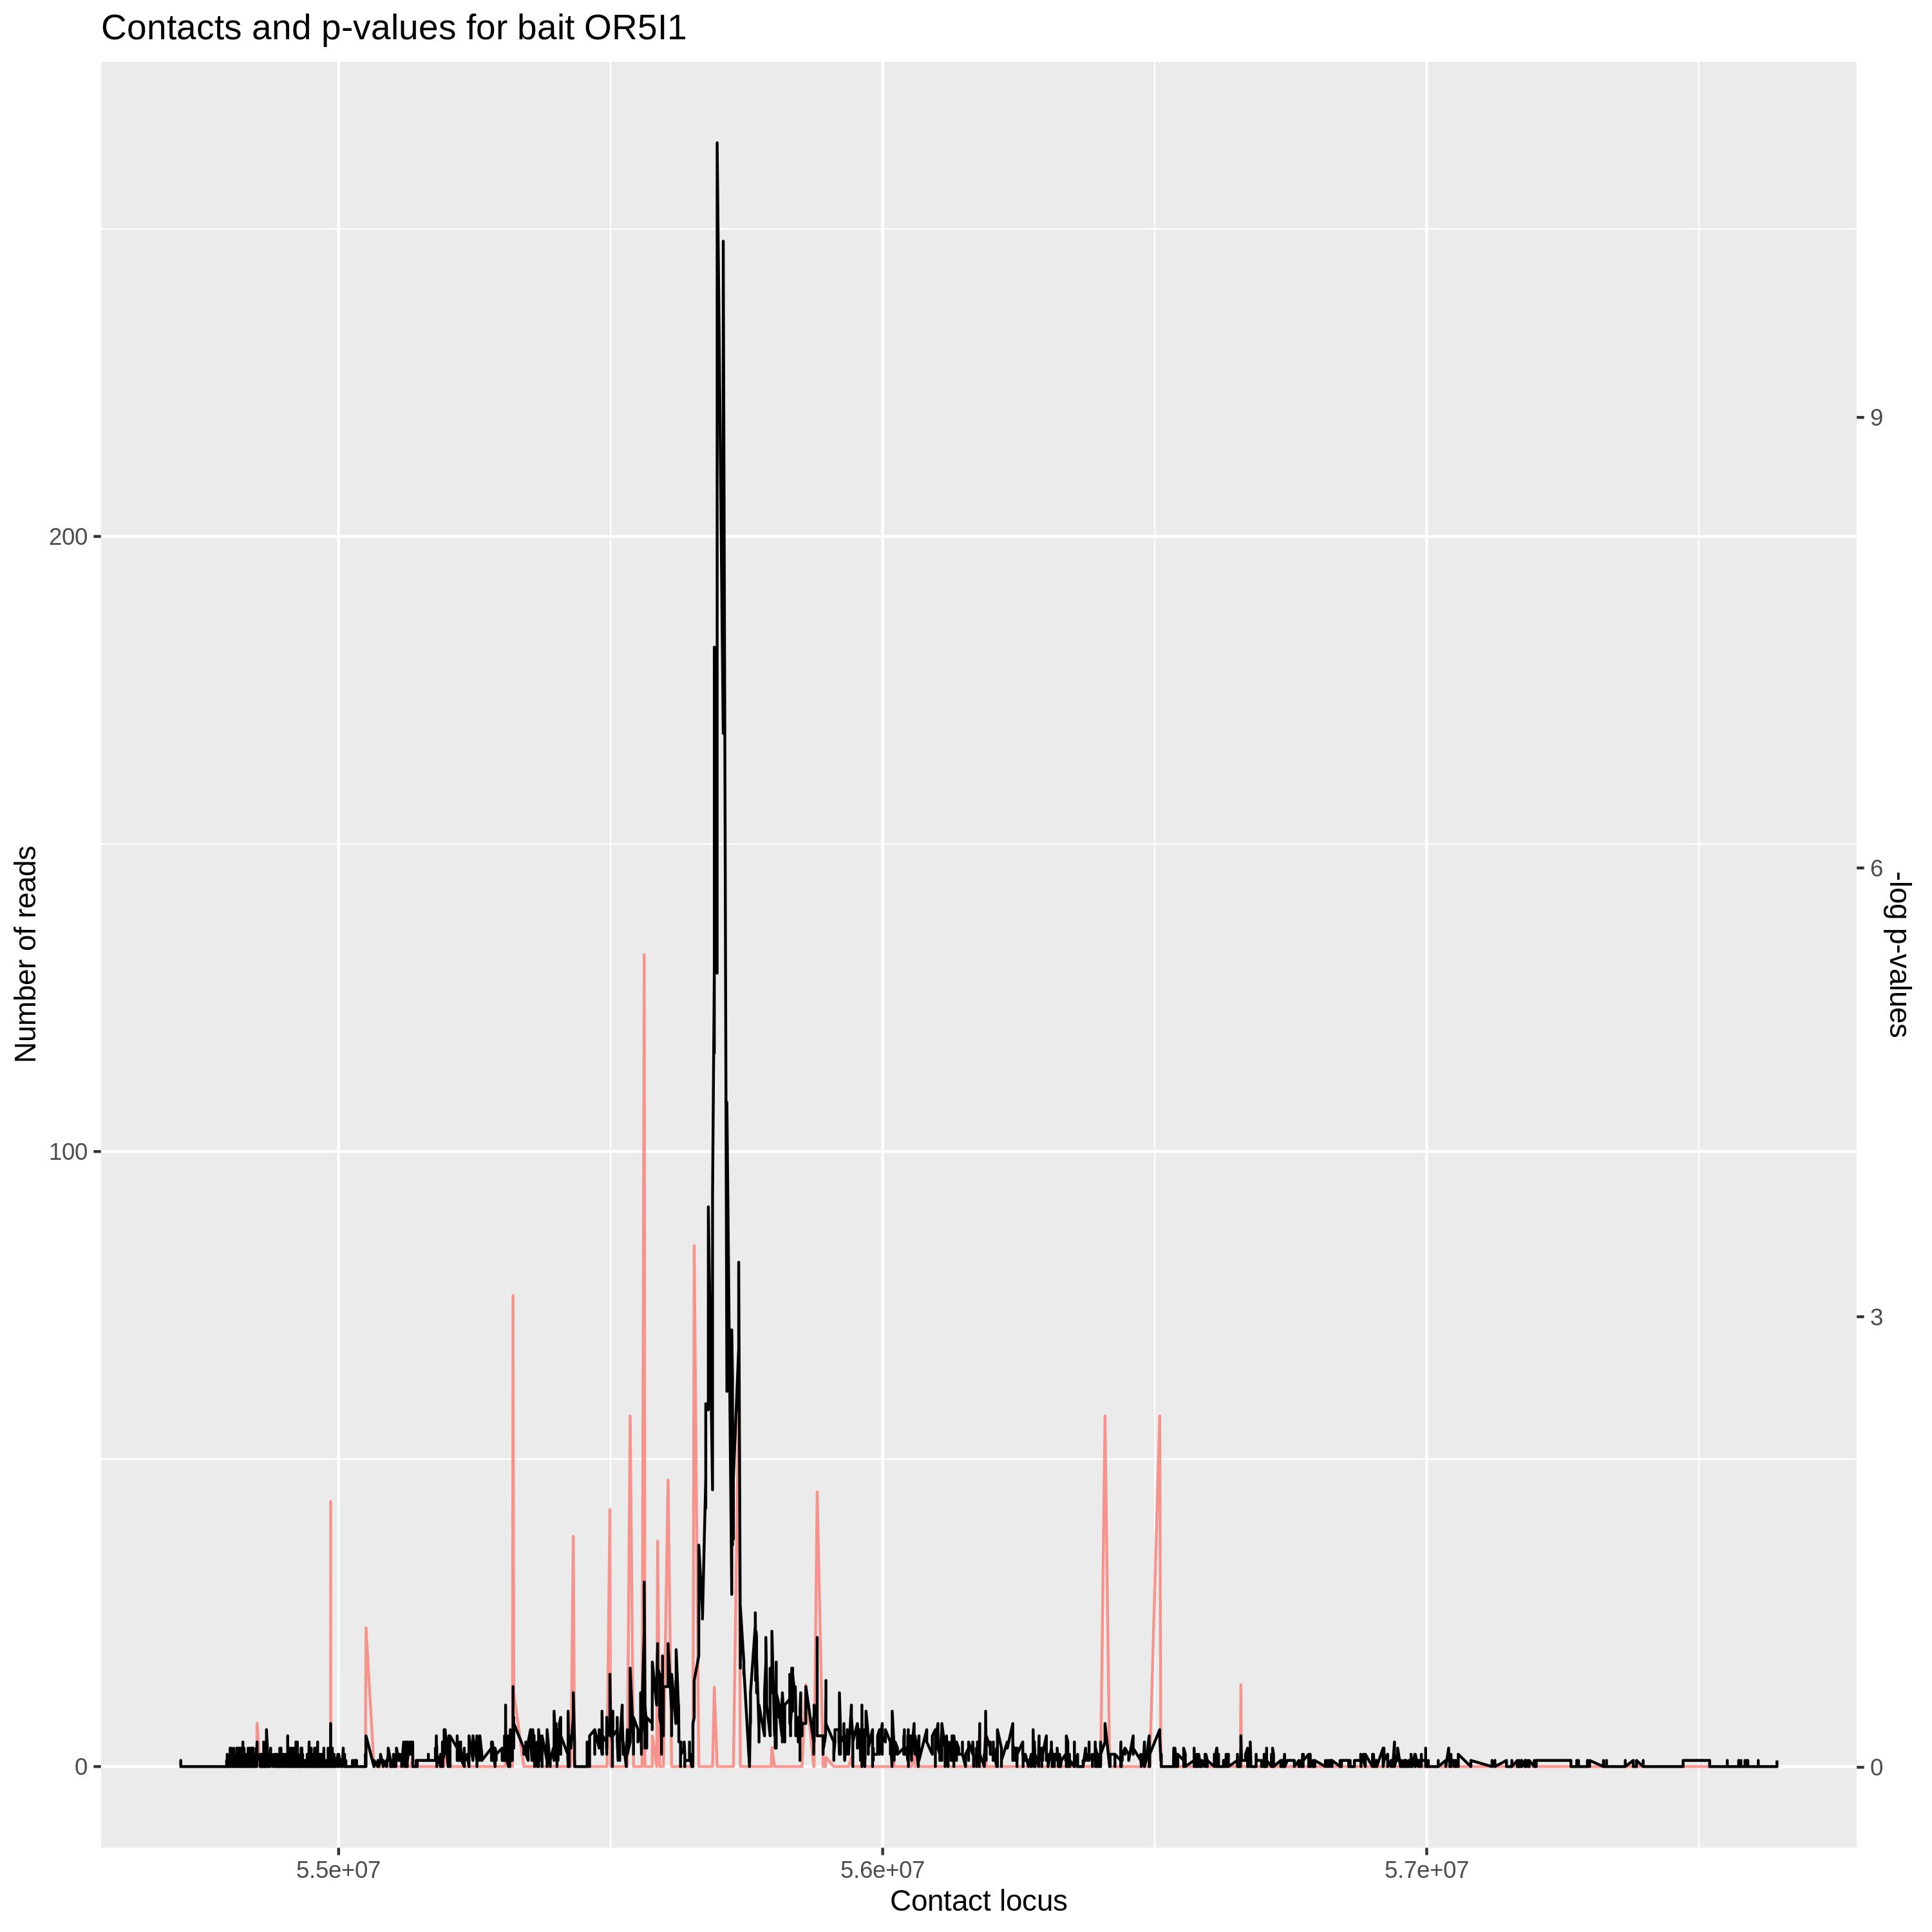 Contacts and p-values for bait OR5I1
200
100
0
Number of reads
9
6
3
0
-log p-values
5.5e+07
5.6e+07
5.7e+07
Contact locus